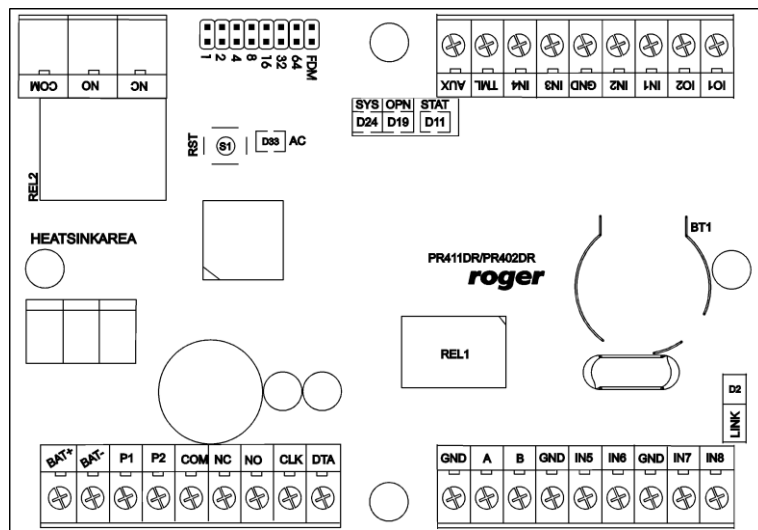 COM NO NC
1 2 4 8 16 32 64 FDM
AUX TML IN4 IN3 GND IN2 IN1 IO2 IO1
SYS OPN STAT
D24 D19 D11
RST S1 D33 AC
REL2
HEATSINKAREA
BT1
PR411DR/PR402DR
roger
REL1
D2
LINK
BAT+ BAT- P1 P2 COM NC NO CLK DTA
GND A B GND IN5 IN6 GND IN7 IN8